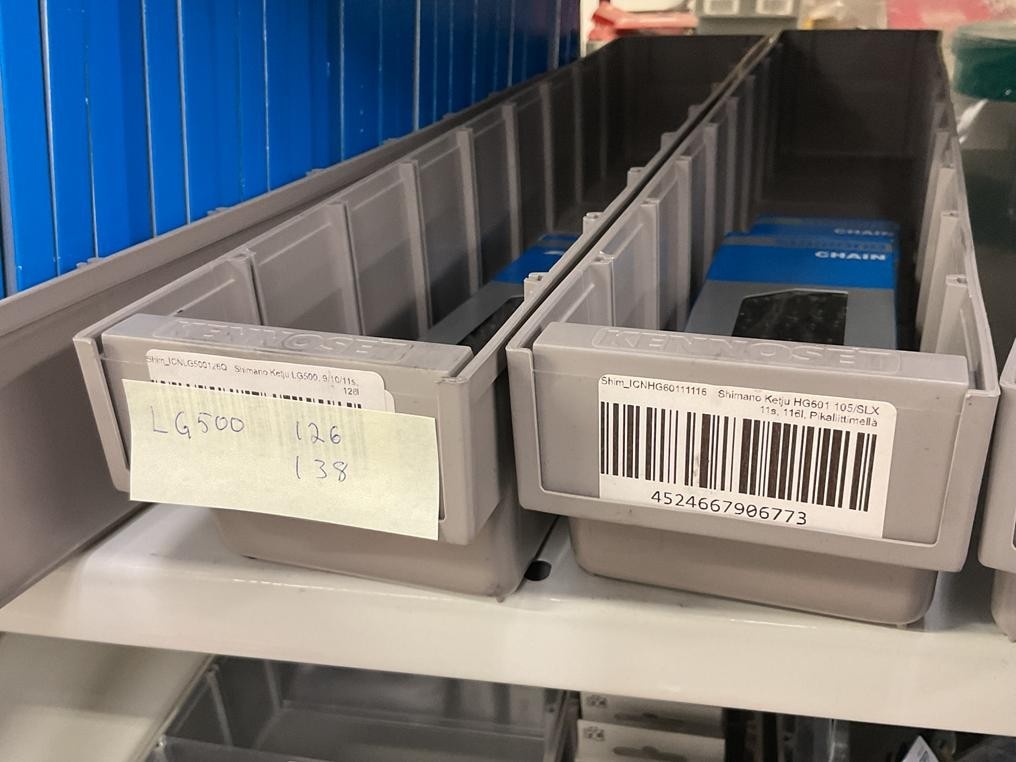 CHAIN
CHAIN
KENNOSET
Shim_ICNLG500126Q Shimano Ketju LG500, 9/10/11s,
126l
LG500 126
138
KENNOSET
Shim_ICNHG60111116 Shimano Ketju HG601 105/SLX
11s, 116l, Pikaliittimellä
4524667906773